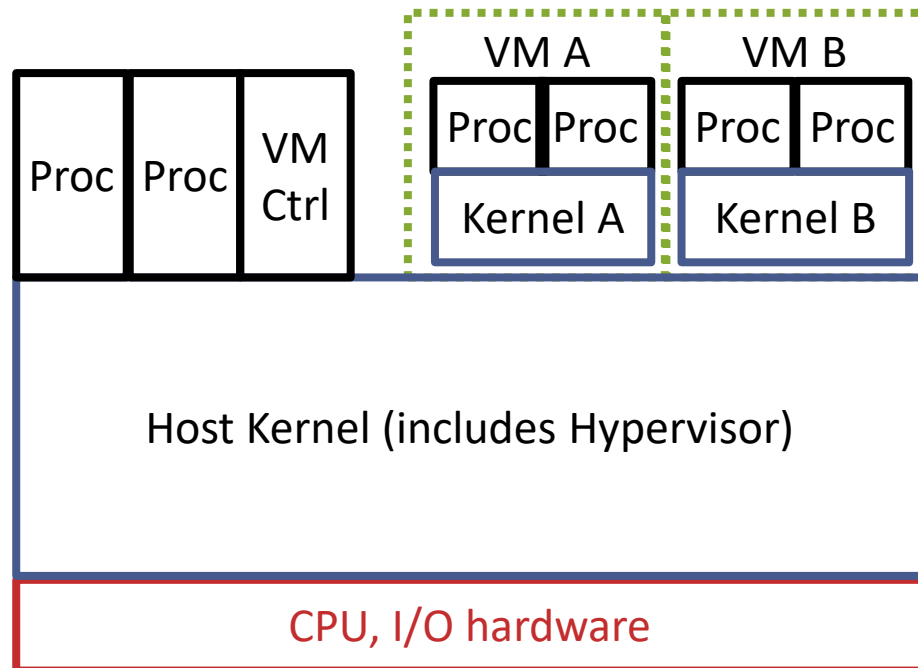 VM A
VM B
Proc
Proc
VM
Ctrl
Proc
Proc
Proc
Proc
Kernel A
Kernel B
Host Kernel (includes Hypervisor)
CPU, I/O hardware